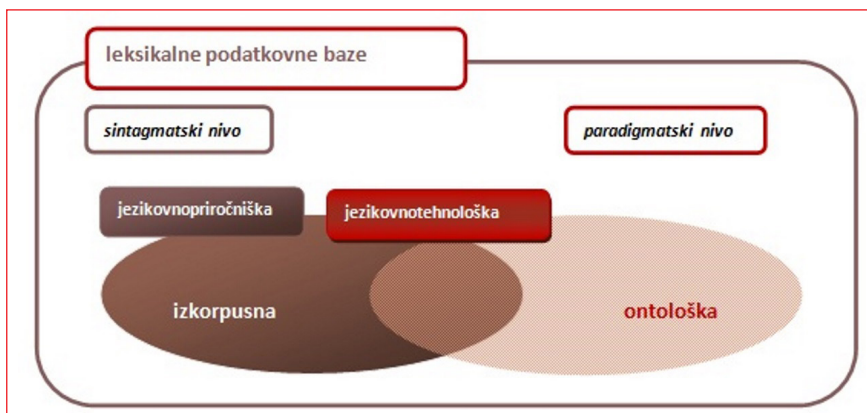 leksikalne podatkovne baze
sintagmatski nivo
paradigmatski nivo
jezikovnopriročniška
jezikovnotehnološka
izkorpusna
ontološka